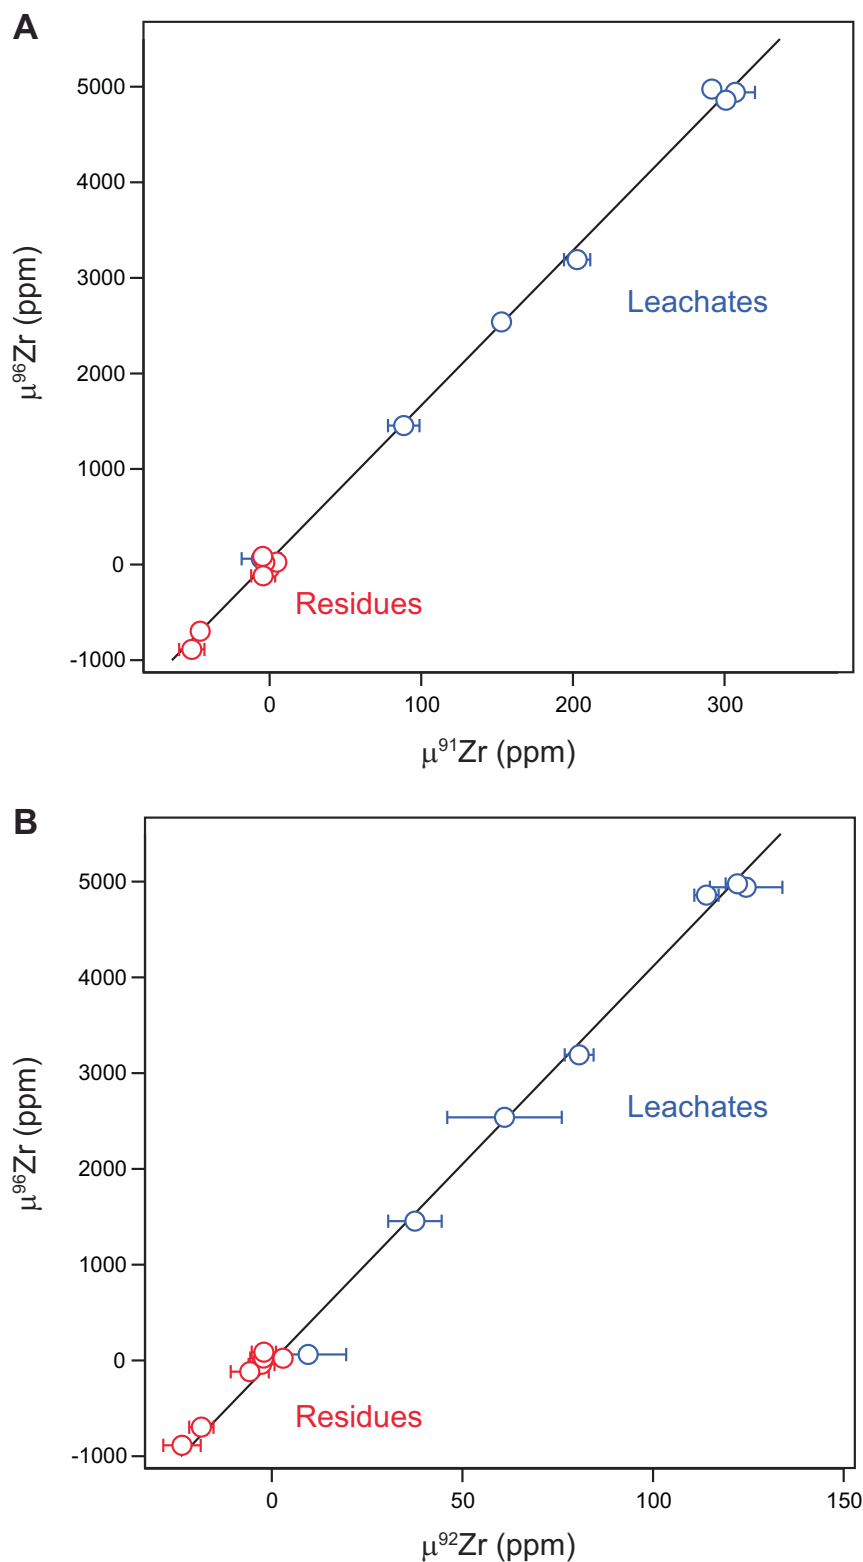 A
5000
4000
3000
2000
1000
0
-1000
μ⁹⁶Zr (ppm)
Leachates
Residues
0 100 200 300
μ⁹¹Zr (ppm)
B
5000
4000
3000
2000
1000
0
-1000
μ⁹⁶Zr (ppm)
Leachates
Residues
0 50 100 150
μ⁹²Zr (ppm)